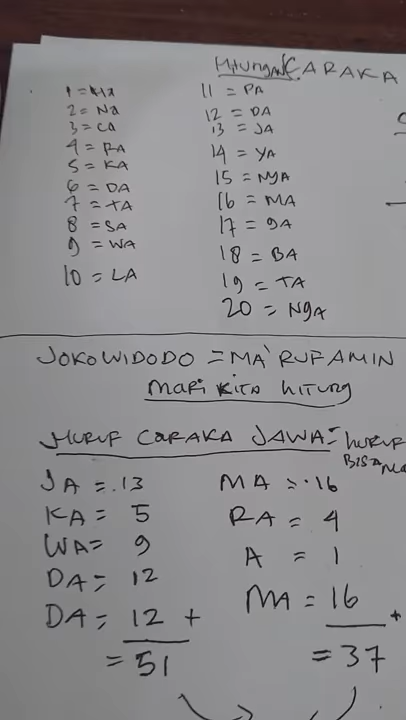 HITUNGAN CARAKA
1 = HA
2 = NA
3 = CA
4 = RA
5 = KA
6 = DA
7 = TA
8 = SA
9 = WA
10 = LA
11 = PA
12 = DA
13 = JA
14 = YA
15 = NYA
16 = MA
17 = GA
18 = BA
19 = TA
20 = NGA
JOKOWIDODO = MA'RUF AMIN
MARI KITA HITUNG
HURUF CARAKA JAWA = HURUF
JA = 13
KA = 5
WA = 9
DA = 12
DA = 12 +
= 51
MA = 16
RA = 4
A = 1
MA = 16 +
= 37